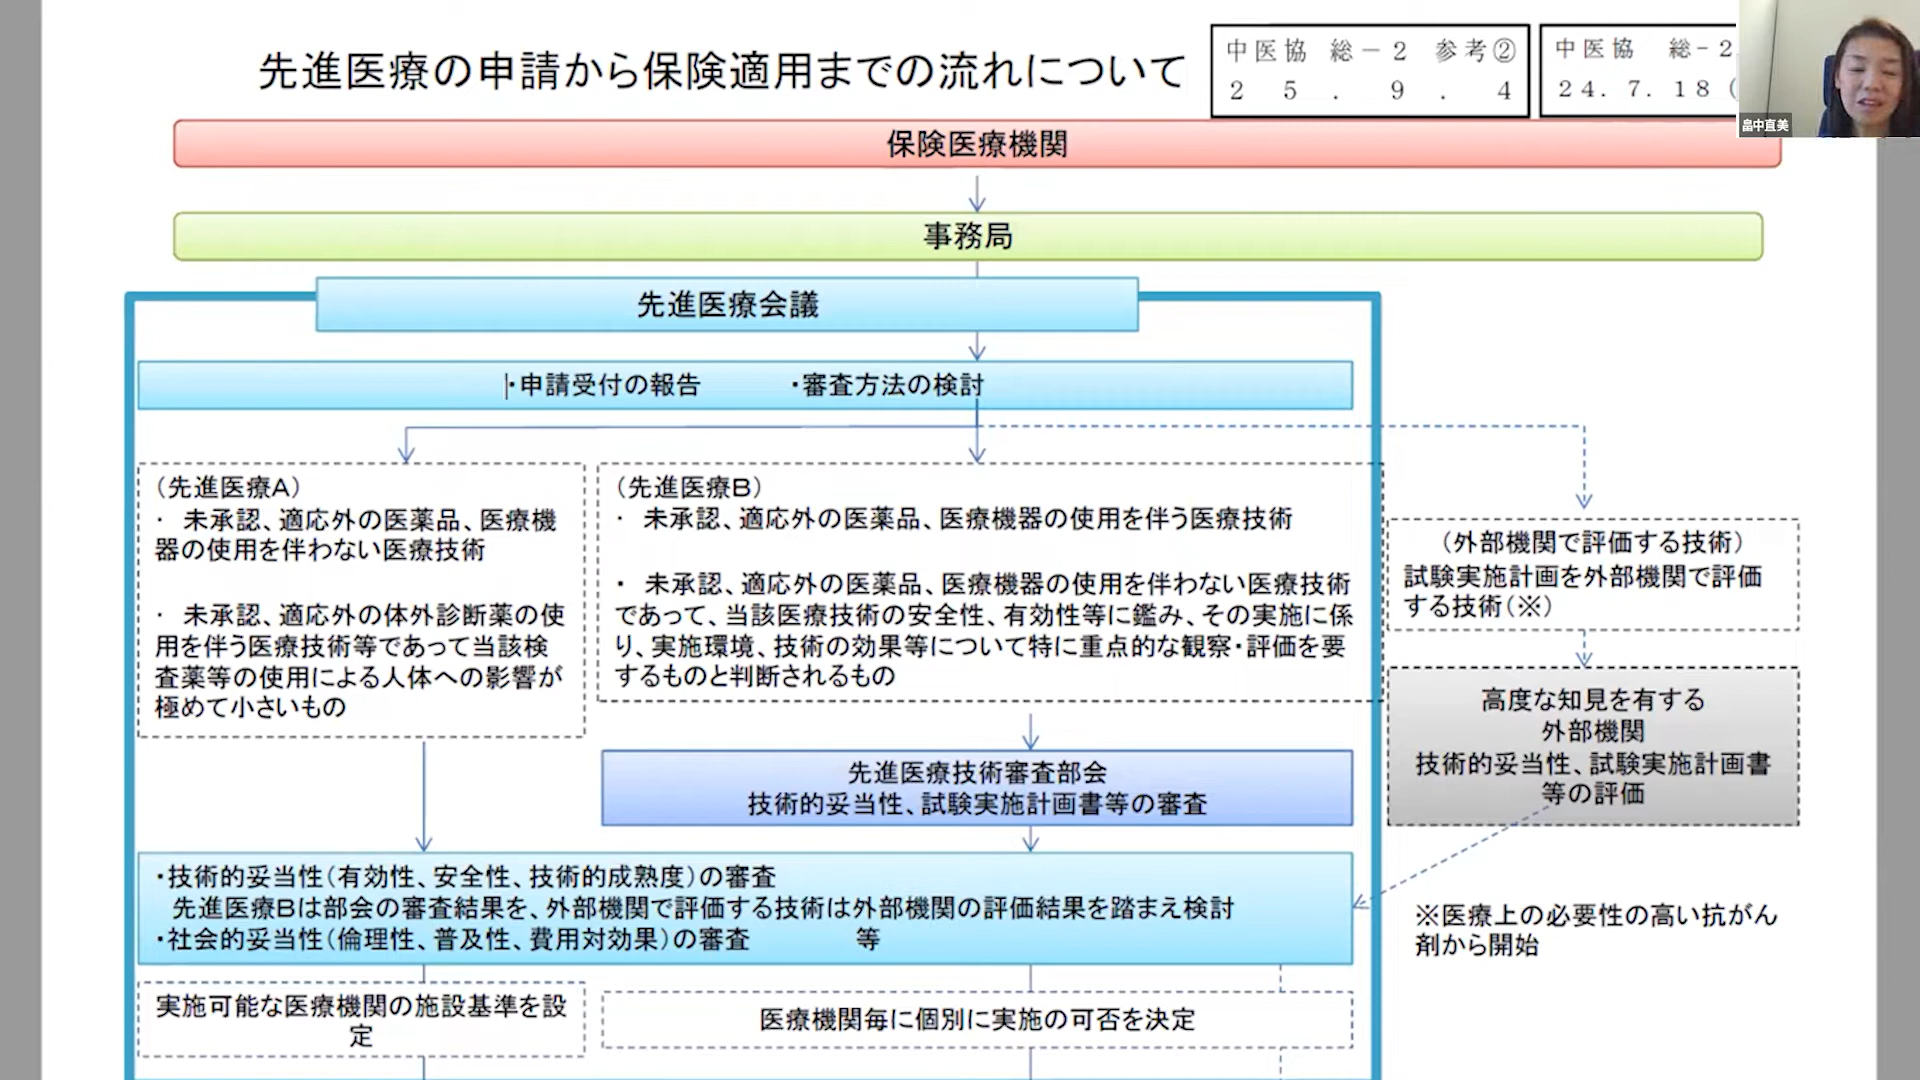 先進医療の申請から保険適用までの流れについて
中医協 総－２ 参考②
２５．９．４
中医協 総－２
２４．７．１８（
畠中直美
保険医療機関
事務局
先進医療会議
・申請受付の報告　　・審査方法の検討
（先進医療Ａ）
・ 未承認、適応外の医薬品、医療機
器の使用を伴わない医療技術
・ 未承認、適応外の体外診断薬の使
用を伴う医療技術等であって当該検
査薬等の使用による人体への影響が
極めて小さいもの
（先進医療Ｂ）
・ 未承認、適応外の医薬品、医療機器の使用を伴う医療技術
・ 未承認、適応外の医薬品、医療機器の使用を伴わない医療技術
であって、当該医療技術の安全性、有効性等に鑑み、その実施に係
り、実施環境、技術の効果等について特に重点的な観察・評価を要
するものと判断されるもの
（外部機関で評価する技術）
試験実施計画を外部機関で評価
する技術（※）
高度な知見を有する
外部機関
技術的妥当性、試験実施計画書
等の評価
先進医療技術審査部会
技術的妥当性、試験実施計画書等の審査
・技術的妥当性（有効性、安全性、技術的成熟度）の審査
先進医療Ｂは部会の審査結果を、外部機関で評価する技術は外部機関の評価結果を踏まえ検討
・社会的妥当性（倫理性、普及性、費用対効果）の審査　　等
※医療上の必要性の高い抗がん
剤から開始
実施可能な医療機関の施設基準を設
定
医療機関毎に個別に実施の可否を決定